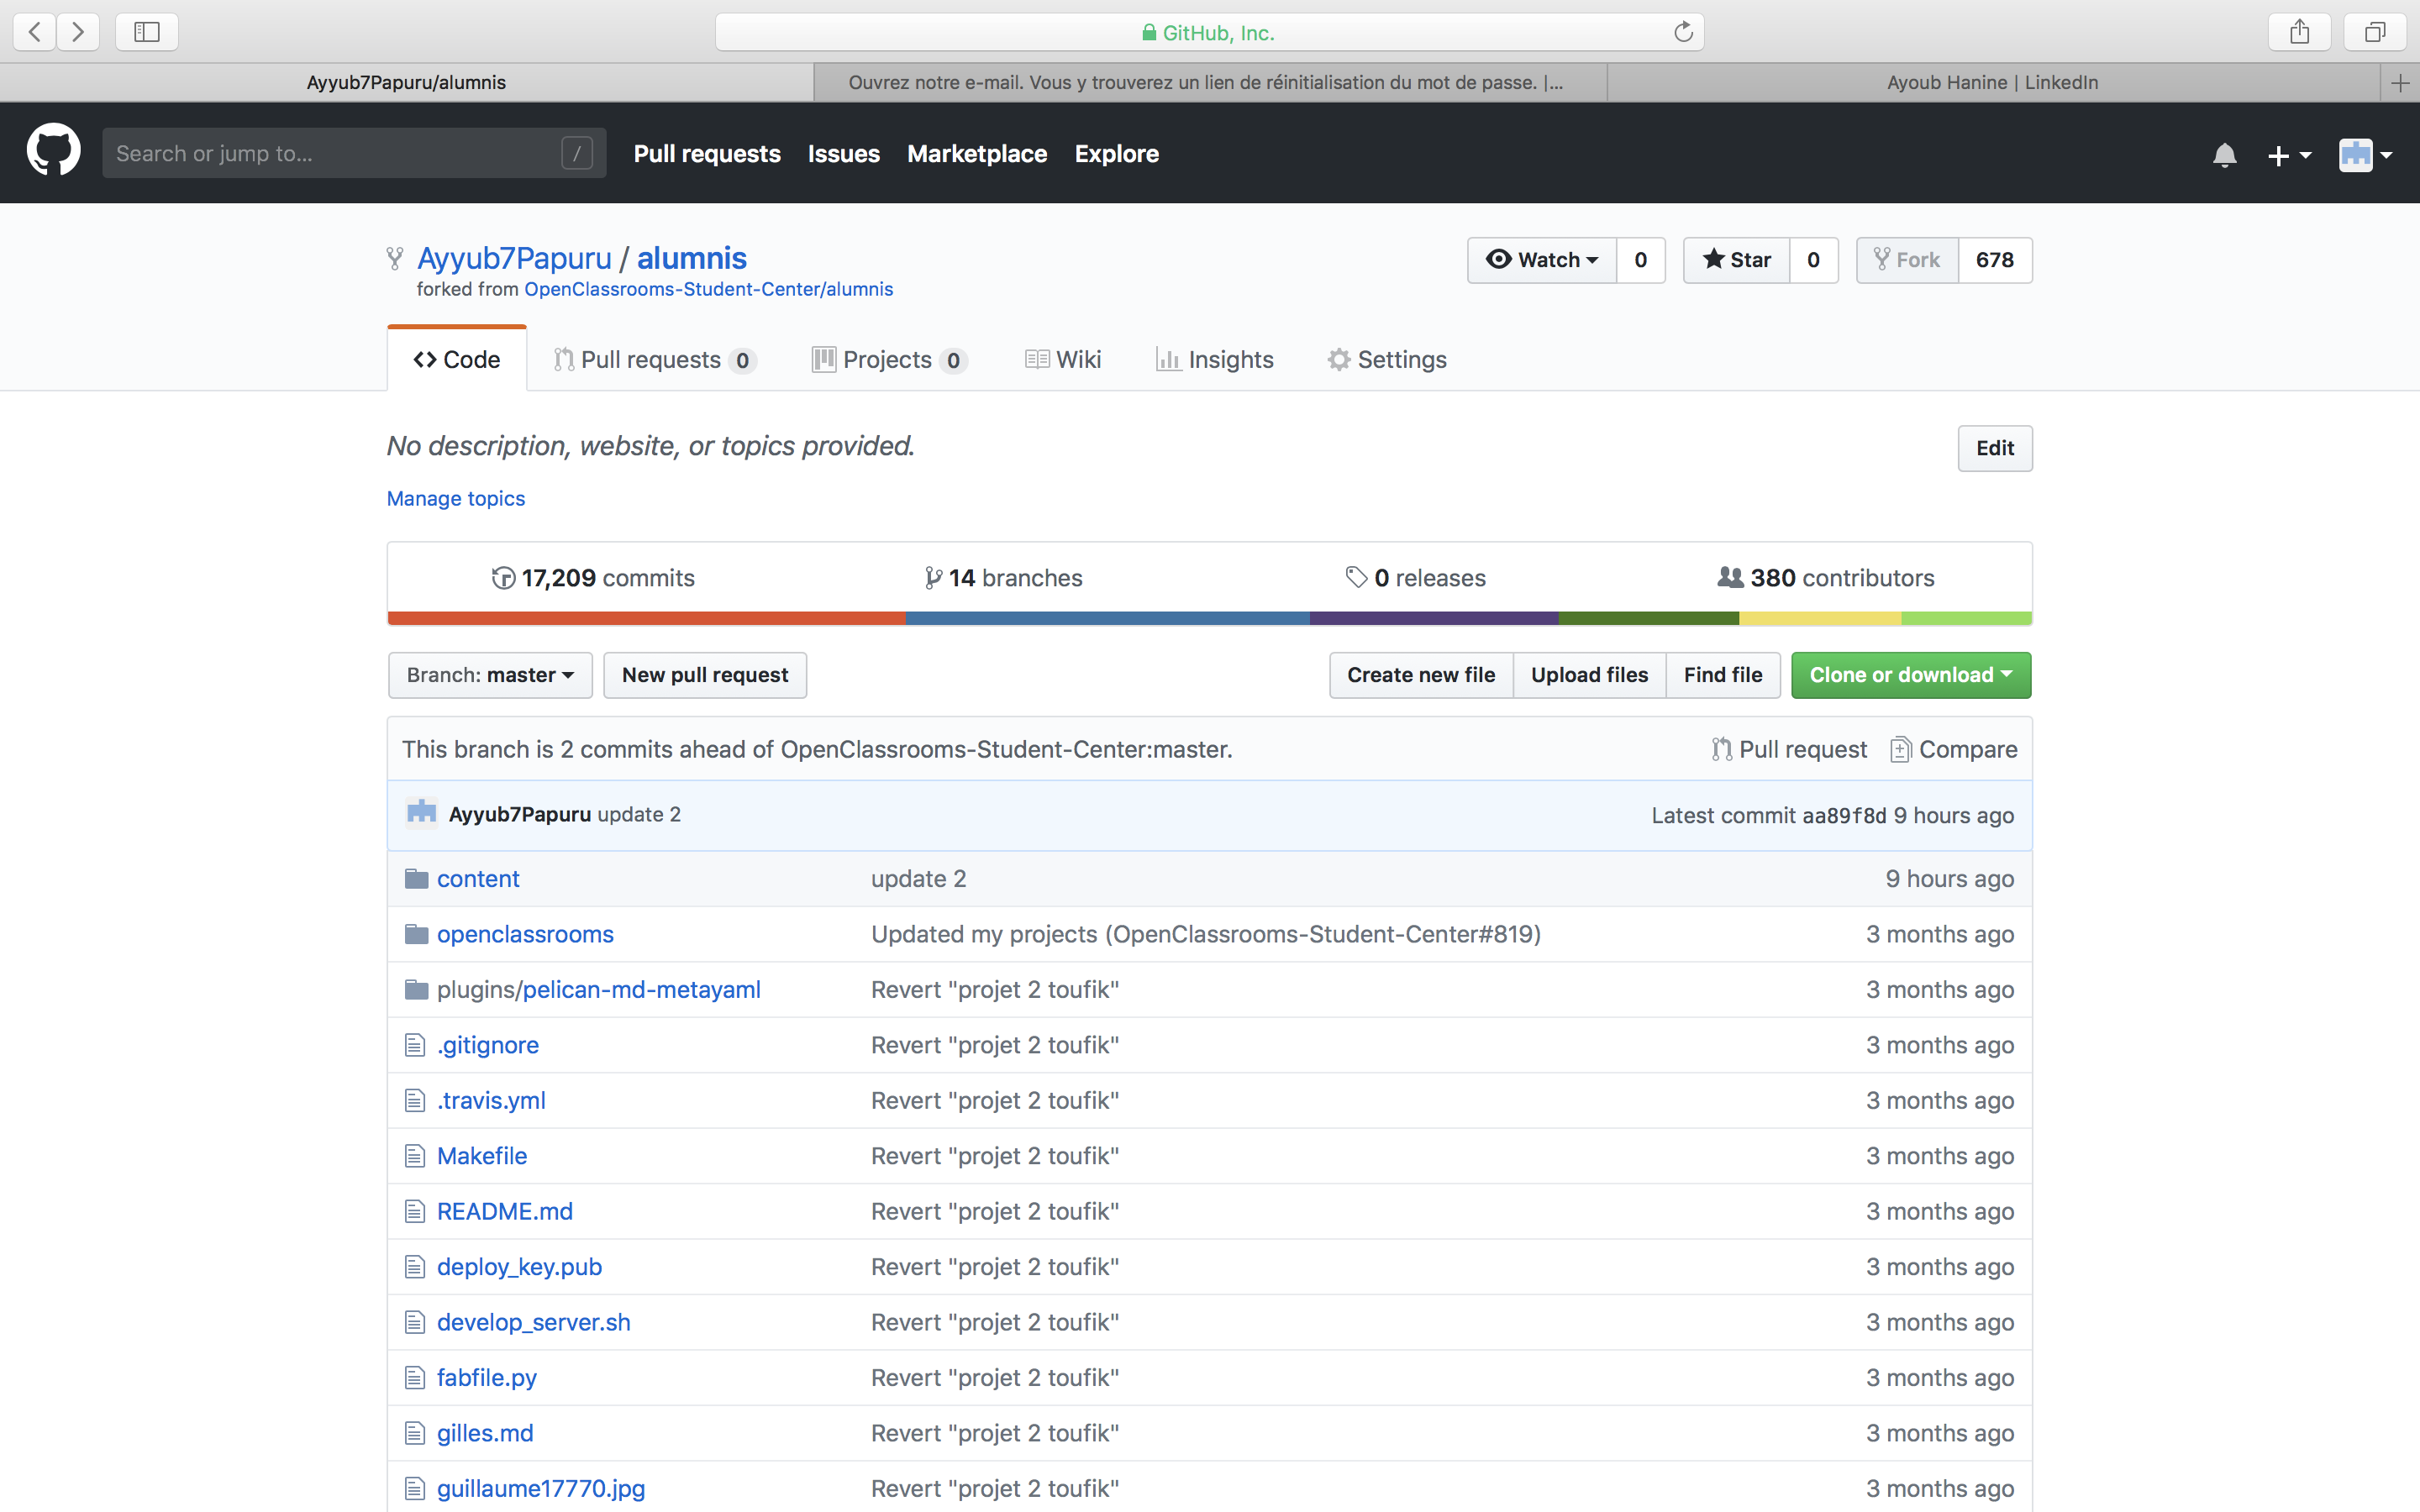 GitHub, Inc.
Ayyub7Papuru/alumnis
Ouvrez notre e-mail. Vous y trouverez un lien de réinitialisation du mot de passe. |...
Ayoub Hanine | LinkedIn
Search or jump to... /
Pull requests Issues Marketplace Explore
Ayyub7Papuru / alumnis
Watch 0 Star 0 Fork 678
forked from OpenClassrooms-Student-Center/alumnis
Code Pull requests 0 Projects 0 Wiki Insights Settings
No description, website, or topics provided.
Edit
Manage topics
17,209 commits 14 branches 0 releases 380 contributors
Branch: master New pull request Create new file Upload files Find file Clone or download
This branch is 2 commits ahead of OpenClassrooms-Student-Center:master. Pull request Compare
Ayyub7Papuru update 2 Latest commit aa89f8d 9 hours ago
content update 2 9 hours ago
openclassrooms Updated my projects (OpenClassrooms-Student-Center#819) 3 months ago
plugins/pelican-md-metayaml Revert "projet 2 toufik" 3 months ago
.gitignore Revert "projet 2 toufik" 3 months ago
.travis.yml Revert "projet 2 toufik" 3 months ago
Makefile Revert "projet 2 toufik" 3 months ago
README.md Revert "projet 2 toufik" 3 months ago
deploy_key.pub Revert "projet 2 toufik" 3 months ago
develop_server.sh Revert "projet 2 toufik" 3 months ago
fabfile.py Revert "projet 2 toufik" 3 months ago
gilles.md Revert "projet 2 toufik" 3 months ago
guillaume17770.jpg Revert "projet 2 toufik" 3 months ago